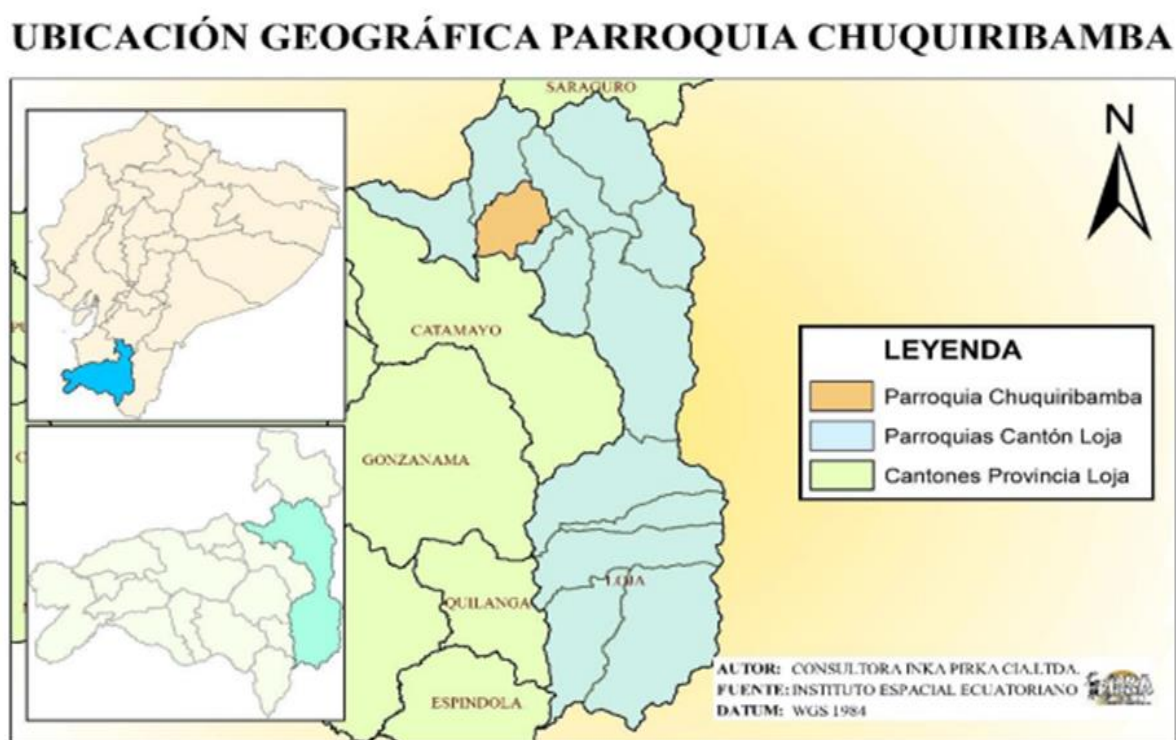 UBICACIÓN GEOGRÁFICA PARROQUIA CHUQUIRIBAMBA
SARAGURO
N
CATAMAYO
LEYENDA
Parroquia Chuquiribamba
Parroquias Cantón Loja
Cantones Provincia Loja
GONZANAMA
LOJA
QUILANGA
ESPINDOLA
AUTOR: CONSULTORA INKA PIRKA CIA.LTDA.
FUENTE: INSTITUTO ESPACIAL ECUATORIANO
DATUM: WGS 1984